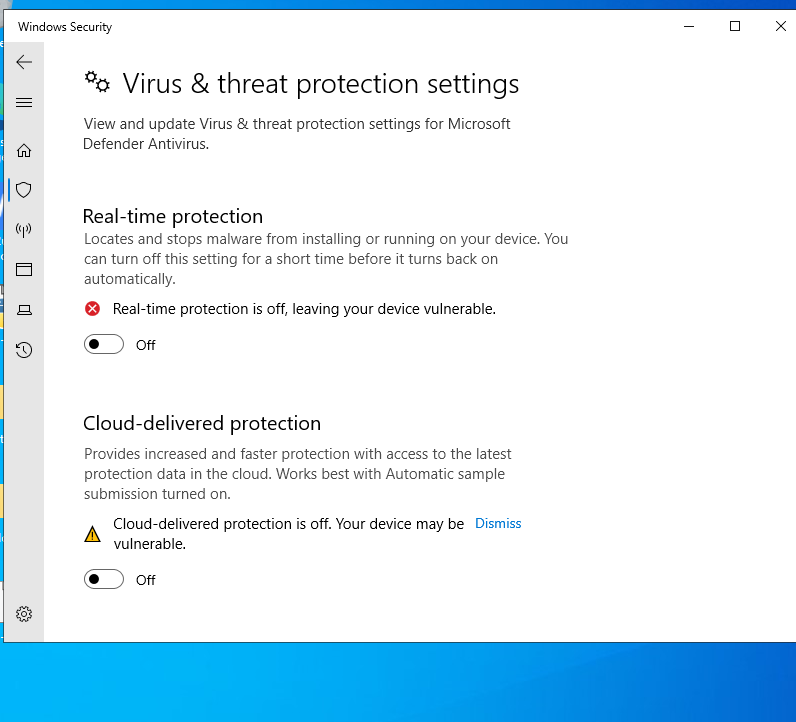 Windows Security
Virus & threat protection settings
View and update Virus & threat protection settings for Microsoft
Defender Antivirus.
Real-time protection
Locates and stops malware from installing or running on your device. You
can turn off this setting for a short time before it turns back on
automatically.
Real-time protection is off, leaving your device vulnerable.
Off
Cloud-delivered protection
Provides increased and faster protection with access to the latest
protection data in the cloud. Works best with Automatic sample
submission turned on.
Cloud-delivered protection is off. Your device may be Dismiss
vulnerable.
Off